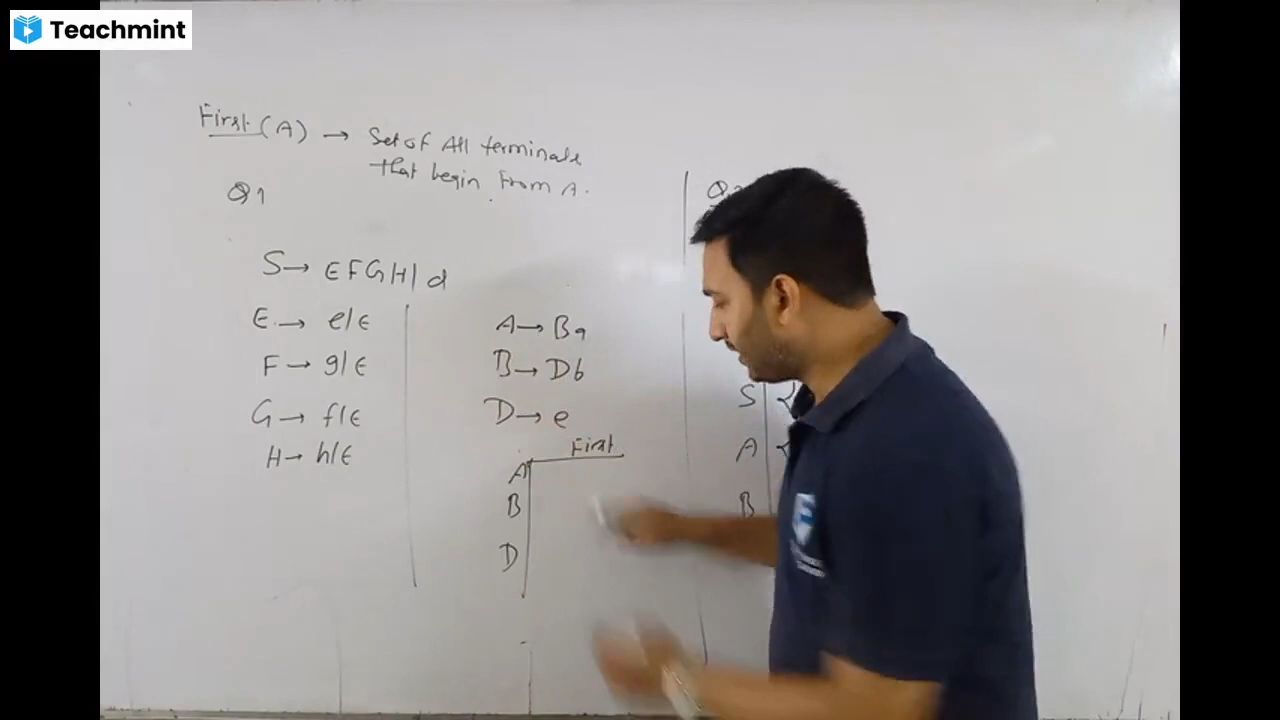 Teachmint
First (A) → Set of All terminals
that begin From A.
Q1
S → EFGH | d
E → e | ϵ
F → g | ϵ
G → f | ϵ
H → h | ϵ
A → Ba
B → Db
D → e
First
A
B
D
S {
A {
B